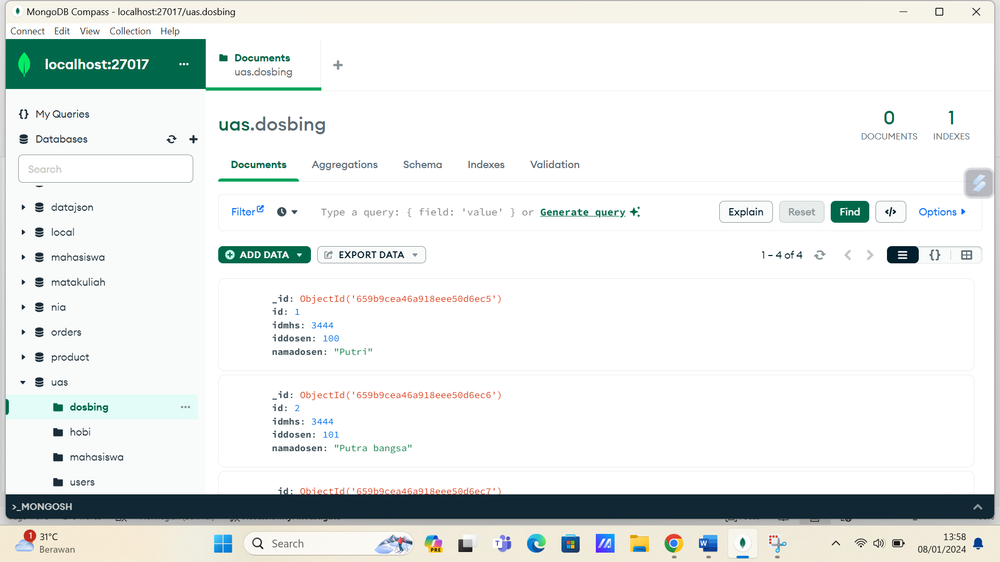 MongoDB Compass - localhost:27017/uas.dosbing
Connect Edit View Collection Help
localhost:27017 ...
Documents
uas.dosbing
{} My Queries
Databases
Search
datajson
local
mahasiswa
matakuliah
nia
orders
product
uas
dosbing ...
hobi
mahasiswa
users
uas.dosbing
0
DOCUMENTS
1
INDEXES
Documents Aggregations Schema Indexes Validation
Filter Type a query: { field: 'value' } or Generate query Explain Reset Find </> Options
ADD DATA EXPORT DATA 1 – 4 of 4 {}
_id: ObjectId('659b9cea46a918eee50d6ec5')
id: 1
idmhs: 3444
iddosen: 100
namadosen: "Putri"
_id: ObjectId('659b9cea46a918eee50d6ec6')
id: 2
idmhs: 3444
iddosen: 101
namadosen: "Putra bangsa"
_id: ObjectId('659b9cea46a918eee50d6ec7')
>_MONGOSH
1
31°C
Berawan
Search
PRE
T
W
13:58
08/01/2024